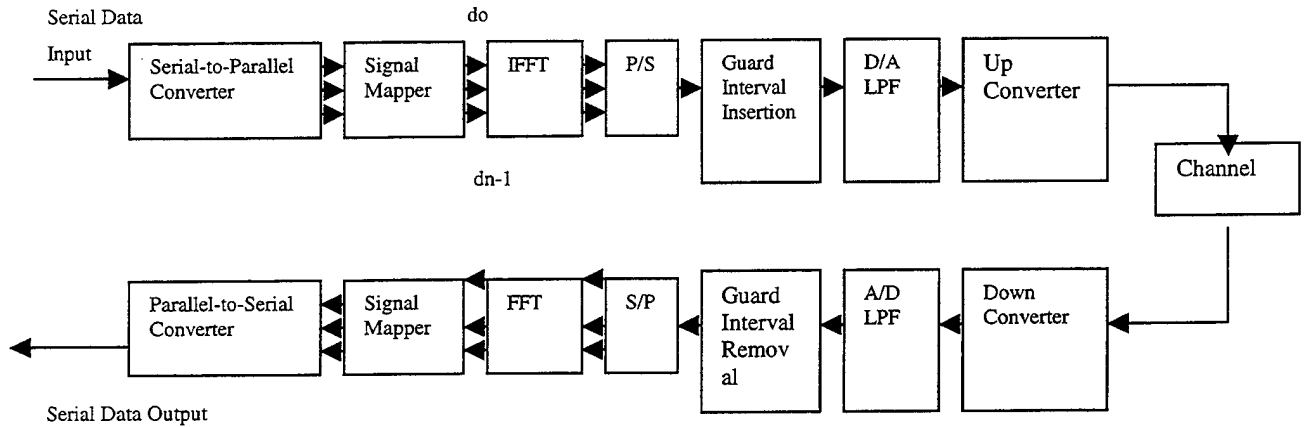 Serial Data
Input
do
Serial-to-Parallel
Converter
Signal
Mapper
IFFT
P/S
Guard
Interval
Insertion
D/A
LPF
Up
Converter
dn-1
Channel
Parallel-to-Serial
Converter
Signal
Mapper
FFT
S/P
Guard
Interval
Remov
al
A/D
LPF
Down
Converter
Serial Data Output